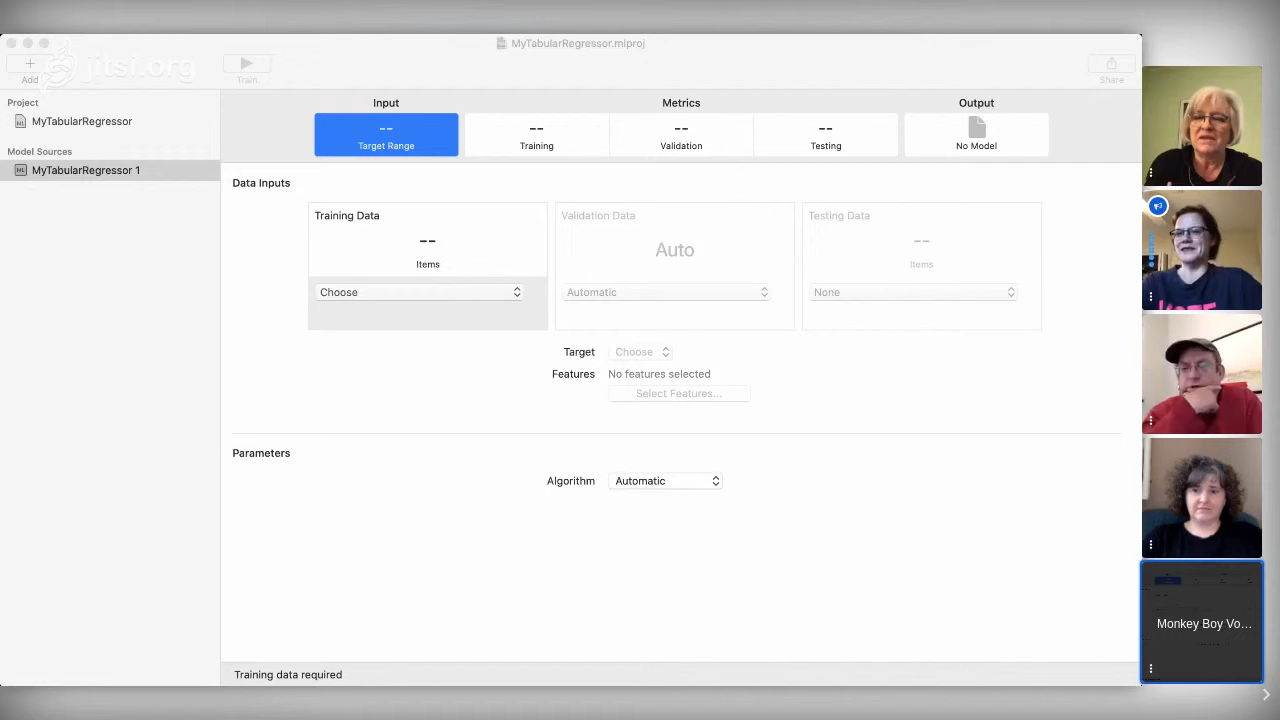 MyTabularRegressor.mlproj
jitsi.org
Add
Train
Share
Project
MyTabularRegressor
Model Sources
MyTabularRegressor 1
Input
Metrics
Output
--
Target Range
--
Training
--
Validation
--
Testing
No Model
Data Inputs
Training Data
--
Items
Choose
Validation Data
Auto
Automatic
Testing Data
--
Items
None
Target
Choose
Features
No features selected
Select Features...
Parameters
Algorithm
Automatic
Training data required
Monkey Boy Vo...